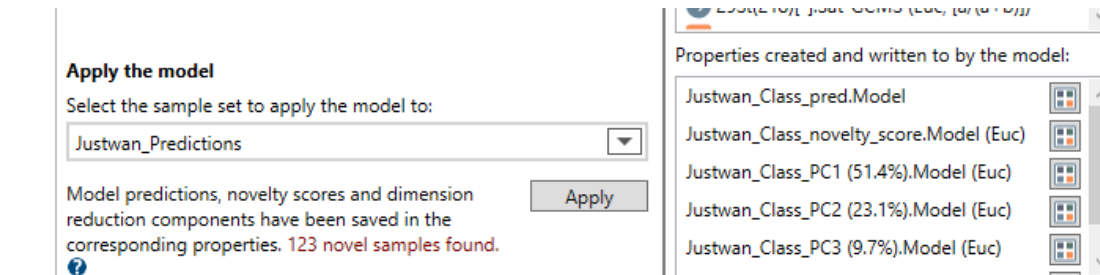 Apply the model
Select the sample set to apply the model to:
Justwan_Predictions
Model predictions, novelty scores and dimension
reduction components have been saved in the
corresponding properties. 123 novel samples found.
Apply
Properties created and written to by the model:
Justwan_Class_pred.Model
Justwan_Class_novelty_score.Model (Euc)
Justwan_Class_PC1 (51.4%).Model (Euc)
Justwan_Class_PC2 (23.1%).Model (Euc)
Justwan_Class_PC3 (9.7%).Model (Euc)